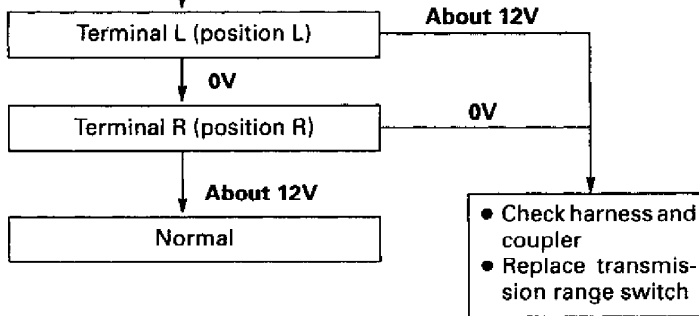 About 12V
Terminal L (position L)
0V
Terminal R (position R)
0V
About 12V
Normal
● Check harness and
coupler
● Replace transmis-
sion range switch